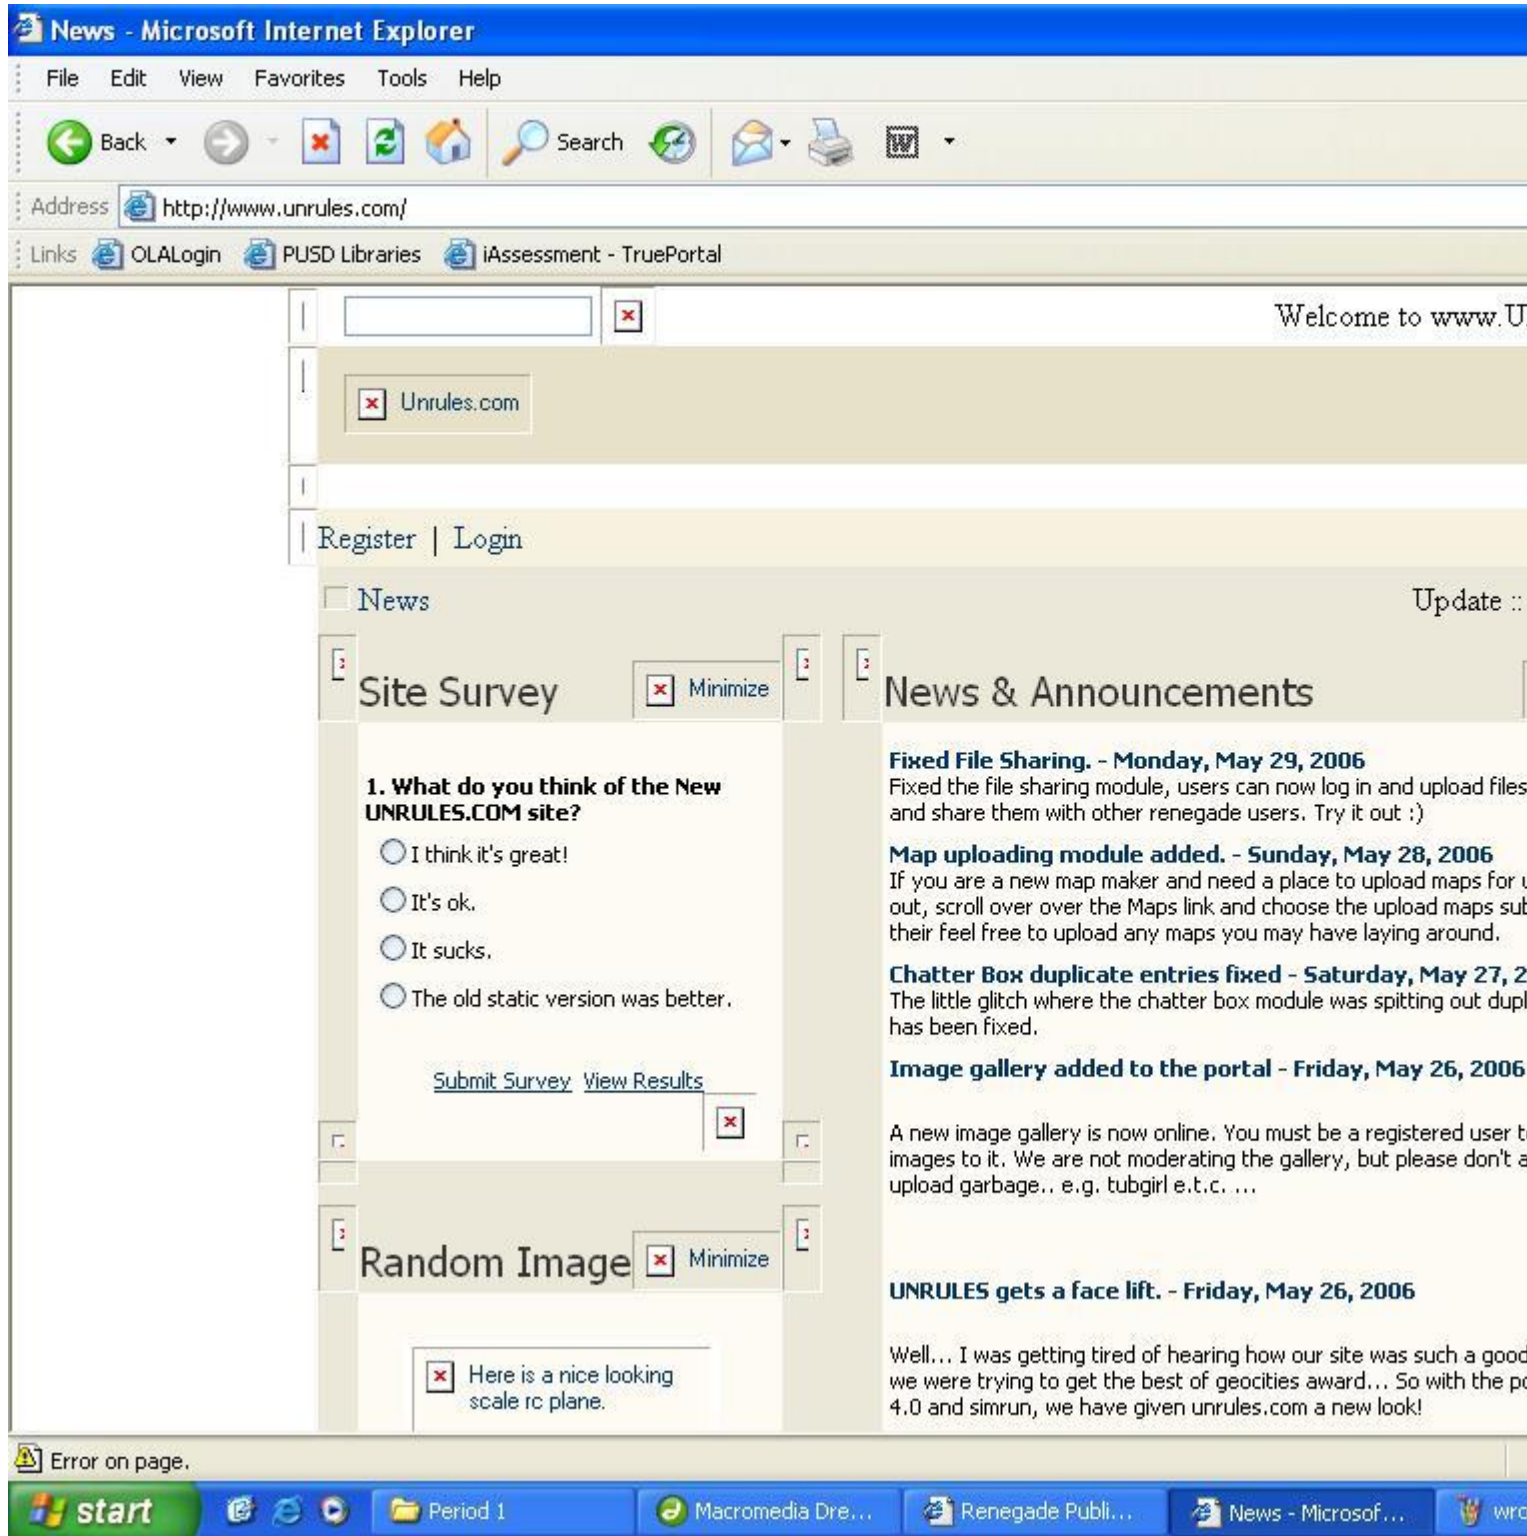 News - Microsoft Internet Explorer
File Edit View Favorites Tools Help
Back Search
Address http://www.unrules.com/
Links OLALogin PUSD Libraries iAssessment - TruePortal
Welcome to www.U
Unrules.com
Register | Login
News
Update ::
Site Survey Minimize
1. What do you think of the New
UNRULES.COM site?
I think it's great!
It's ok.
It sucks.
The old static version was better.
Submit Survey View Results
Random Image Minimize
Here is a nice looking
scale rc plane.
News & Announcements
Fixed File Sharing. - Monday, May 29, 2006
Fixed the file sharing module, users can now log in and upload files
and share them with other renegade users. Try it out :)
Map uploading module added. - Sunday, May 28, 2006
If you are a new map maker and need a place to upload maps for
out, scroll over over the Maps link and choose the upload maps
their feel free to upload any maps you may have laying around.
Chatter Box duplicate entries fixed - Saturday, May 27, 2
The little glitch where the chatter box module was spitting out dupl
has been fixed.
Image gallery added to the portal - Friday, May 26, 2006
A new image gallery is now online. You must be a registered user
images to it. We are not moderating the gallery, but please don't a
upload garbage.. e.g. tubgirl e.t.c. ...
UNRULES gets a face lift. - Friday, May 26, 2006
Well... I was getting tired of hearing how our site was such a good
we were trying to get the best of geocities award... So with the
4.0 and simrun, we have given unrules.com a new look!
Error on page.
start Period 1 Macromedia Dre... Renegade Publi... News - Microsof...